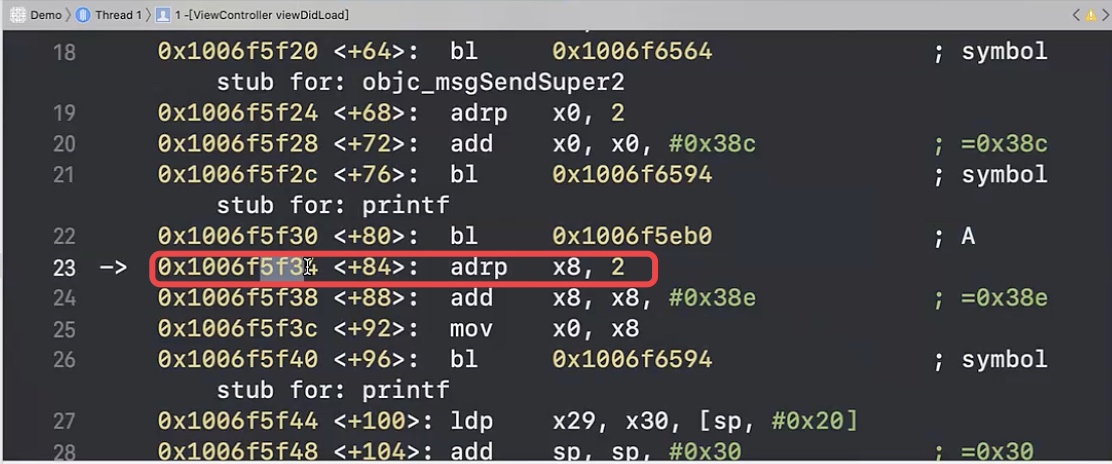 Demo 〉 Thread 1 〉 1 -[ViewController viewDidLoad]
18 0x1006f5f20 <+64>: bl 0x1006f6564 ; symbol
stub for: objc_msgSendSuper2
19 0x1006f5f24 <+68>: adrp x0, 2
20 0x1006f5f28 <+72>: add x0, x0, #0x38c ; =0x38c
21 0x1006f5f2c <+76>: bl 0x1006f6594 ; symbol
stub for: printf
22 0x1006f5f30 <+80>: bl 0x1006f5eb0 ; A
23 -> 0x1006f5f34 <+84>: adrp x8, 2
24 0x1006f5f38 <+88>: add x8, x8, #0x38e ; =0x38e
25 0x1006f5f3c <+92>: mov x0, x8
26 0x1006f5f40 <+96>: bl 0x1006f6594 ; symbol
stub for: printf
27 0x1006f5f44 <+100>: ldp x29, x30, [sp, #0x20]
28 0x1006f5f48 <+104>: add sp, sp, #0x30 ; =0x30